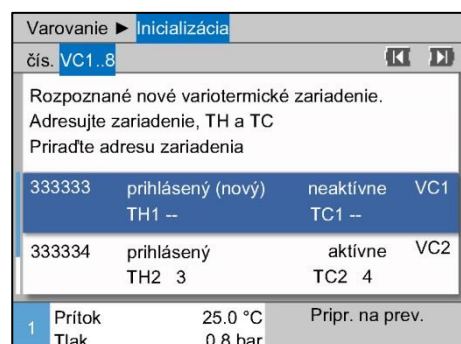 Varovanie ► Inicializácia
čís. VC1..8
Rozpoznané nové variotermické zariadenie.
Adresujte zariadenie, TH a TC
Priraďte adresu zariadenia
333333 prihlásený (nový) neaktívne VC1
TH1 -- TC1 --
333334 prihlásený aktívne VC2
TH2 3 TC2 4
1 Prítok 25.0 °C Pripr. na prev.
Tlak 0.8 bar